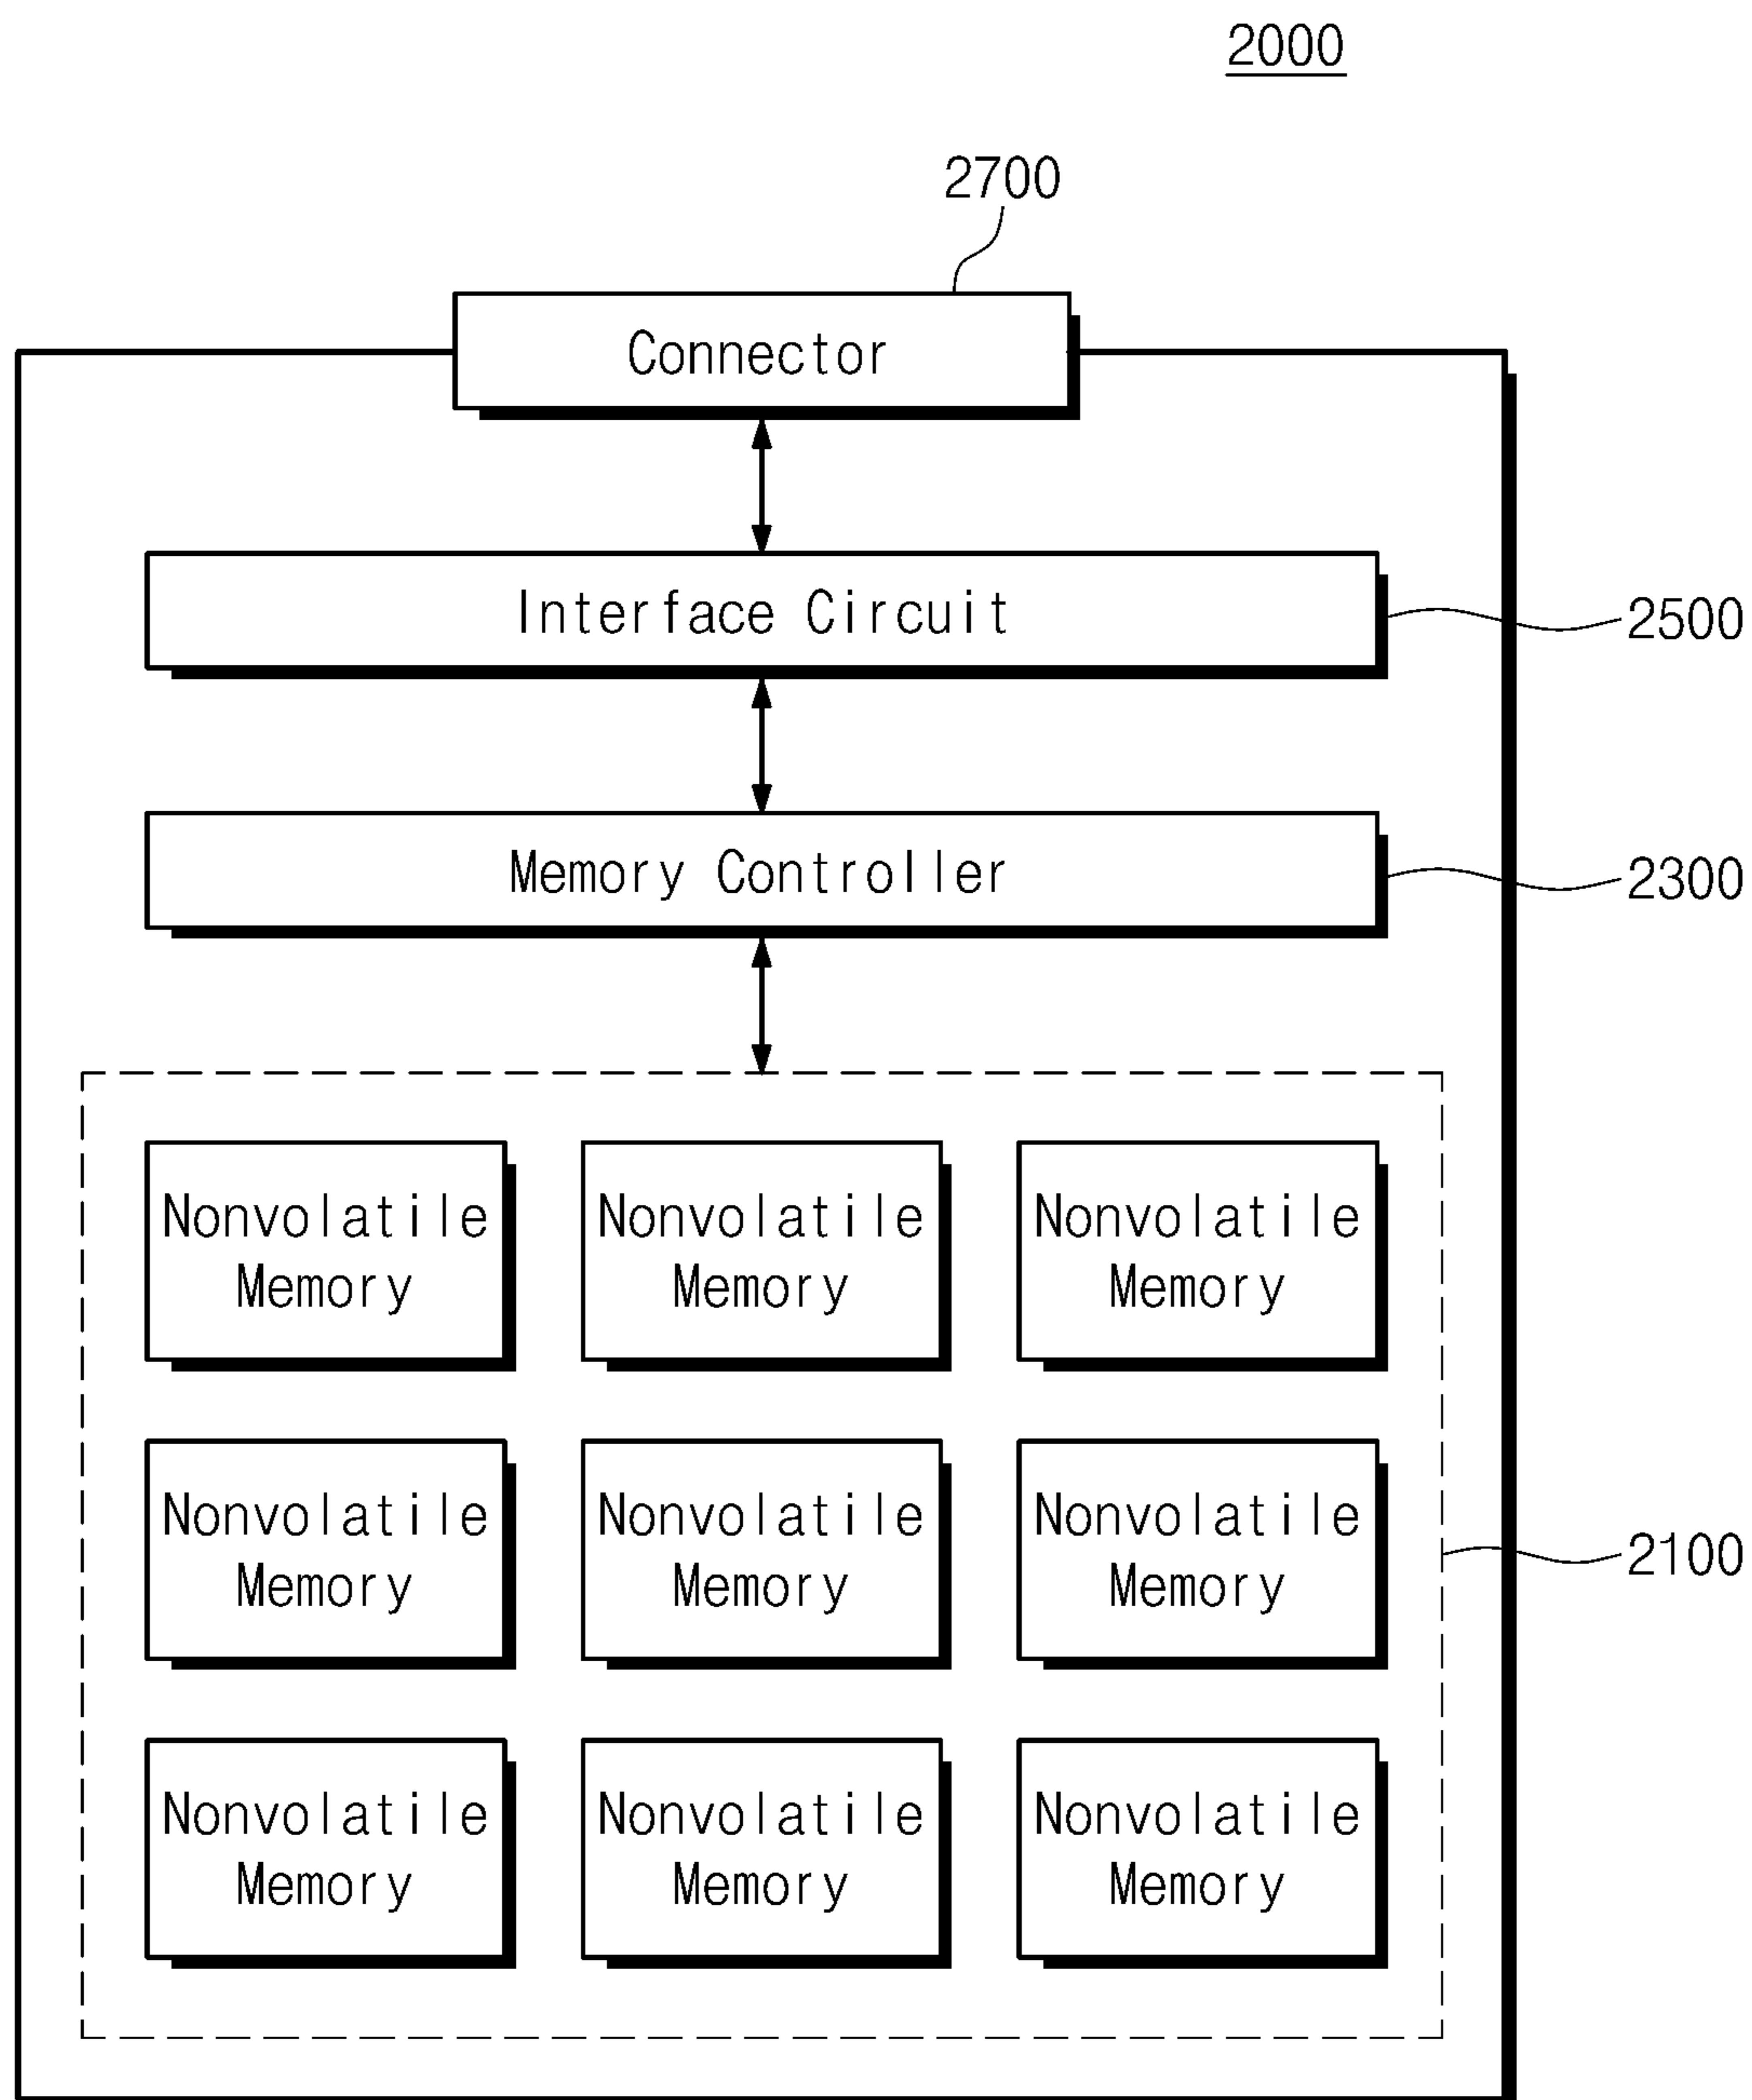 2000
2700
Connector
Interface Circuit
2500
Memory Controller
2300
Nonvolatile
Memory
Nonvolatile
Memory
Nonvolatile
Memory
Nonvolatile
Memory
Nonvolatile
Memory
Nonvolatile
Memory
2100
Nonvolatile
Memory
Nonvolatile
Memory
Nonvolatile
Memory